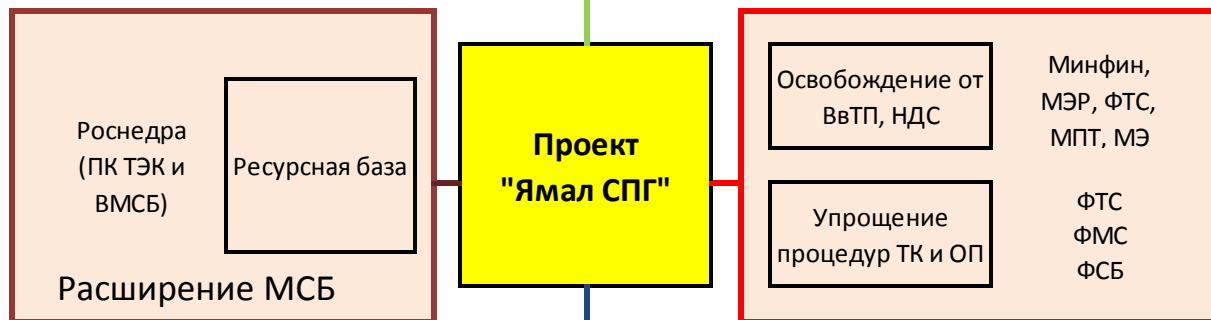 Роснедра
(ПК ТЭК и
ВМСБ)
Ресурсная база
Расширение МСБ
Проект
"Ямал СПГ"
Освобождение от
ВвТП, НДС
Минфин,
МЭР, ФТС,
МПТ, МЭ
Упрощение
процедур ТК и ОП
ФТС
ФМС
ФСБ